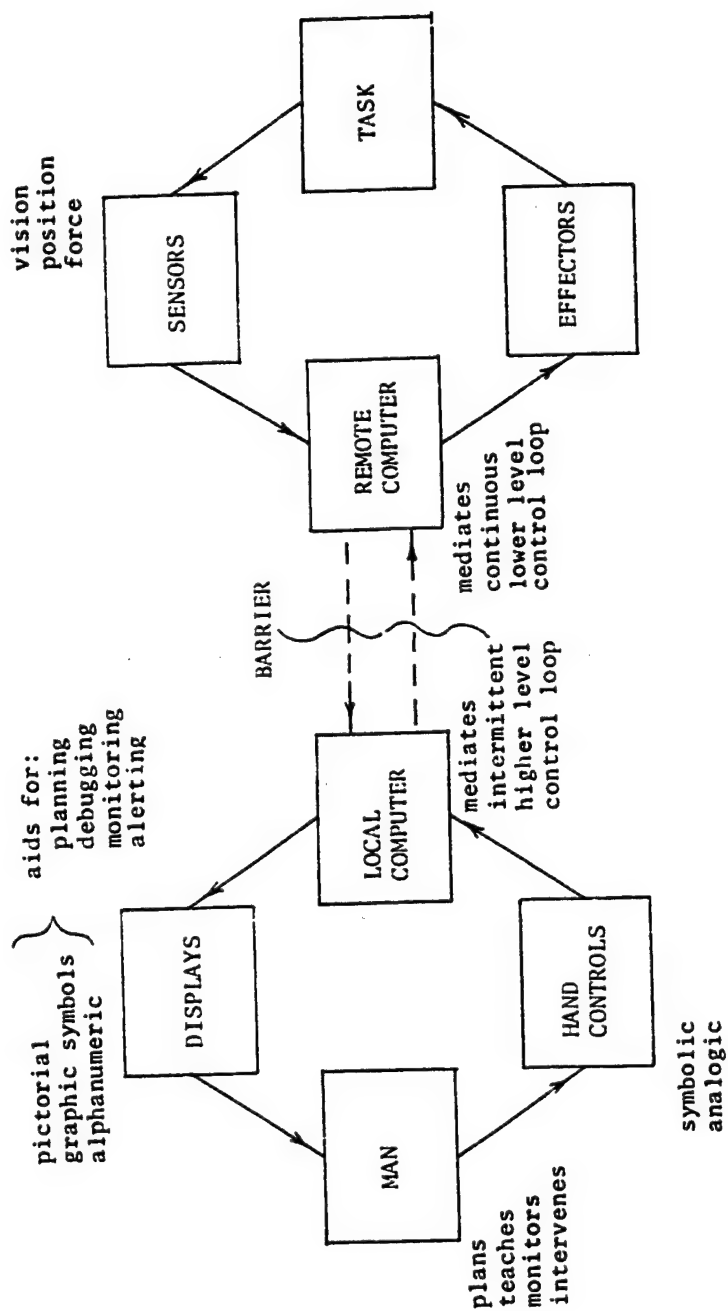 pictorial
graphic symbols
alphanumeric
aids for:
planning
debugging
monitoring
alerting
vision
position
force
DISPLAYS
SENSORS
BARRIER
MAN
LOCAL
COMPUTER
REMOTE
COMPUTER
TASK
plans
teaches
monitors
intervenes
mediates
intermittent
higher level
control loop
mediates
continuous
lower level
control loop
HAND
CONTROLS
EFFECTORS
symbolic
analogic